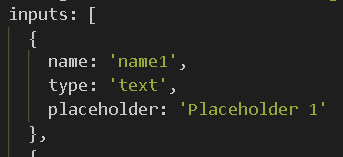 inputs: [
{
name: 'name1',
type: 'text',
placeholder: 'Placeholder 1'
},
{